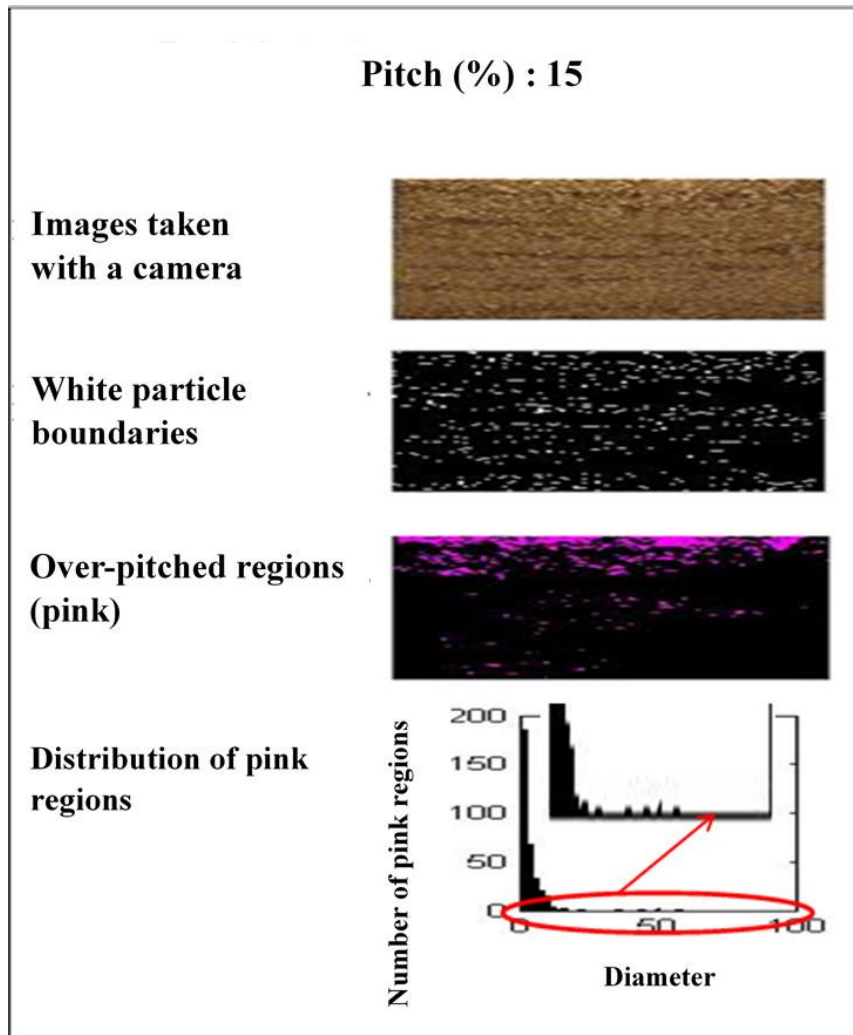 Pitch (%) : 15
Images taken
with a camera
White particle
boundaries
Over-pitched regions
(pink)
Distribution of pink
regions
Number of pink regions
200
150
100
50
0
0
50
100
Diameter